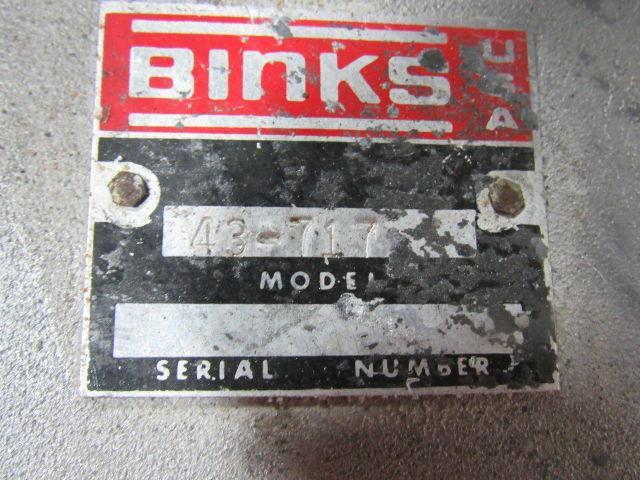 BINKS
USA
43-717
MODEL
SERIAL NUMBER